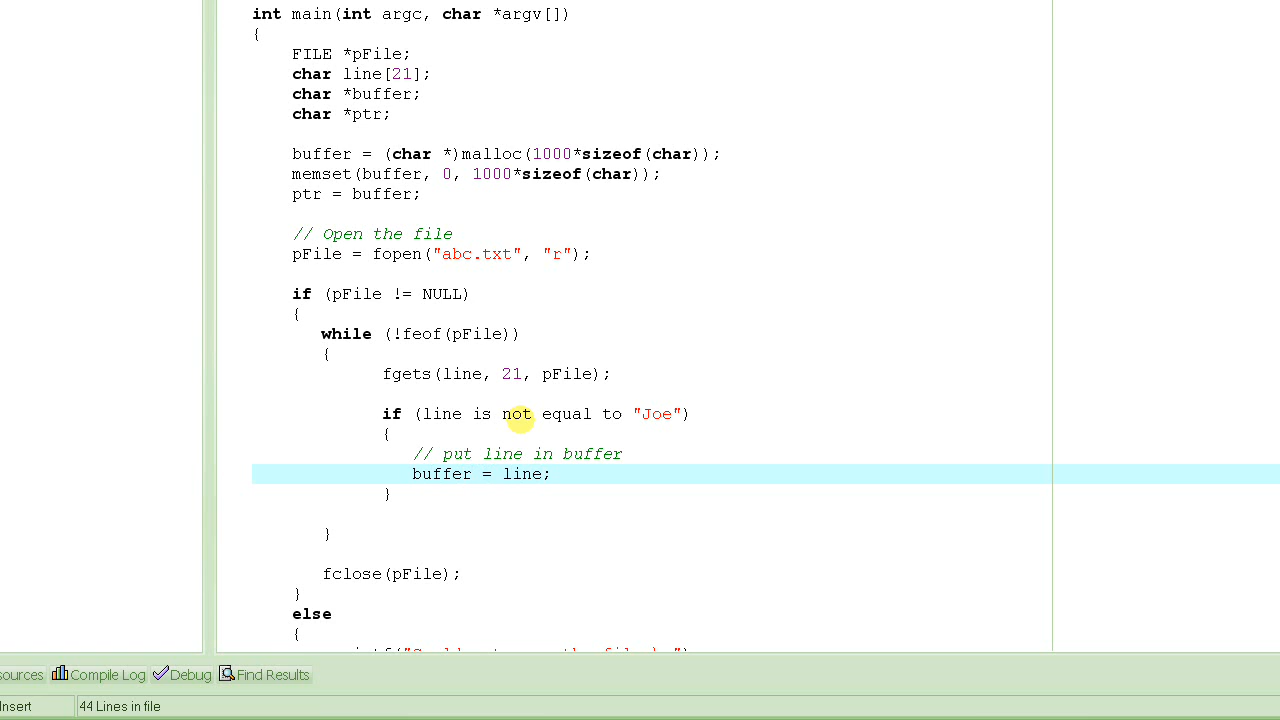 int main(int argc, char *argv[])
{
FILE *pFile;
char line[21];
char *buffer;
char *ptr;
buffer = (char *)malloc(1000*sizeof(char));
memset(buffer, 0, 1000*sizeof(char));
ptr = buffer;
// Open the file
pFile = fopen("abc.txt", "r");
if (pFile != NULL)
{
while (!feof(pFile))
{
fgets(line, 21, pFile);
if (line is not equal to "Joe")
{
// put line in buffer
buffer = line;
}
}
fclose(pFile);
}
else
{
Compile Log
Debug
Find Results
44 Lines in file